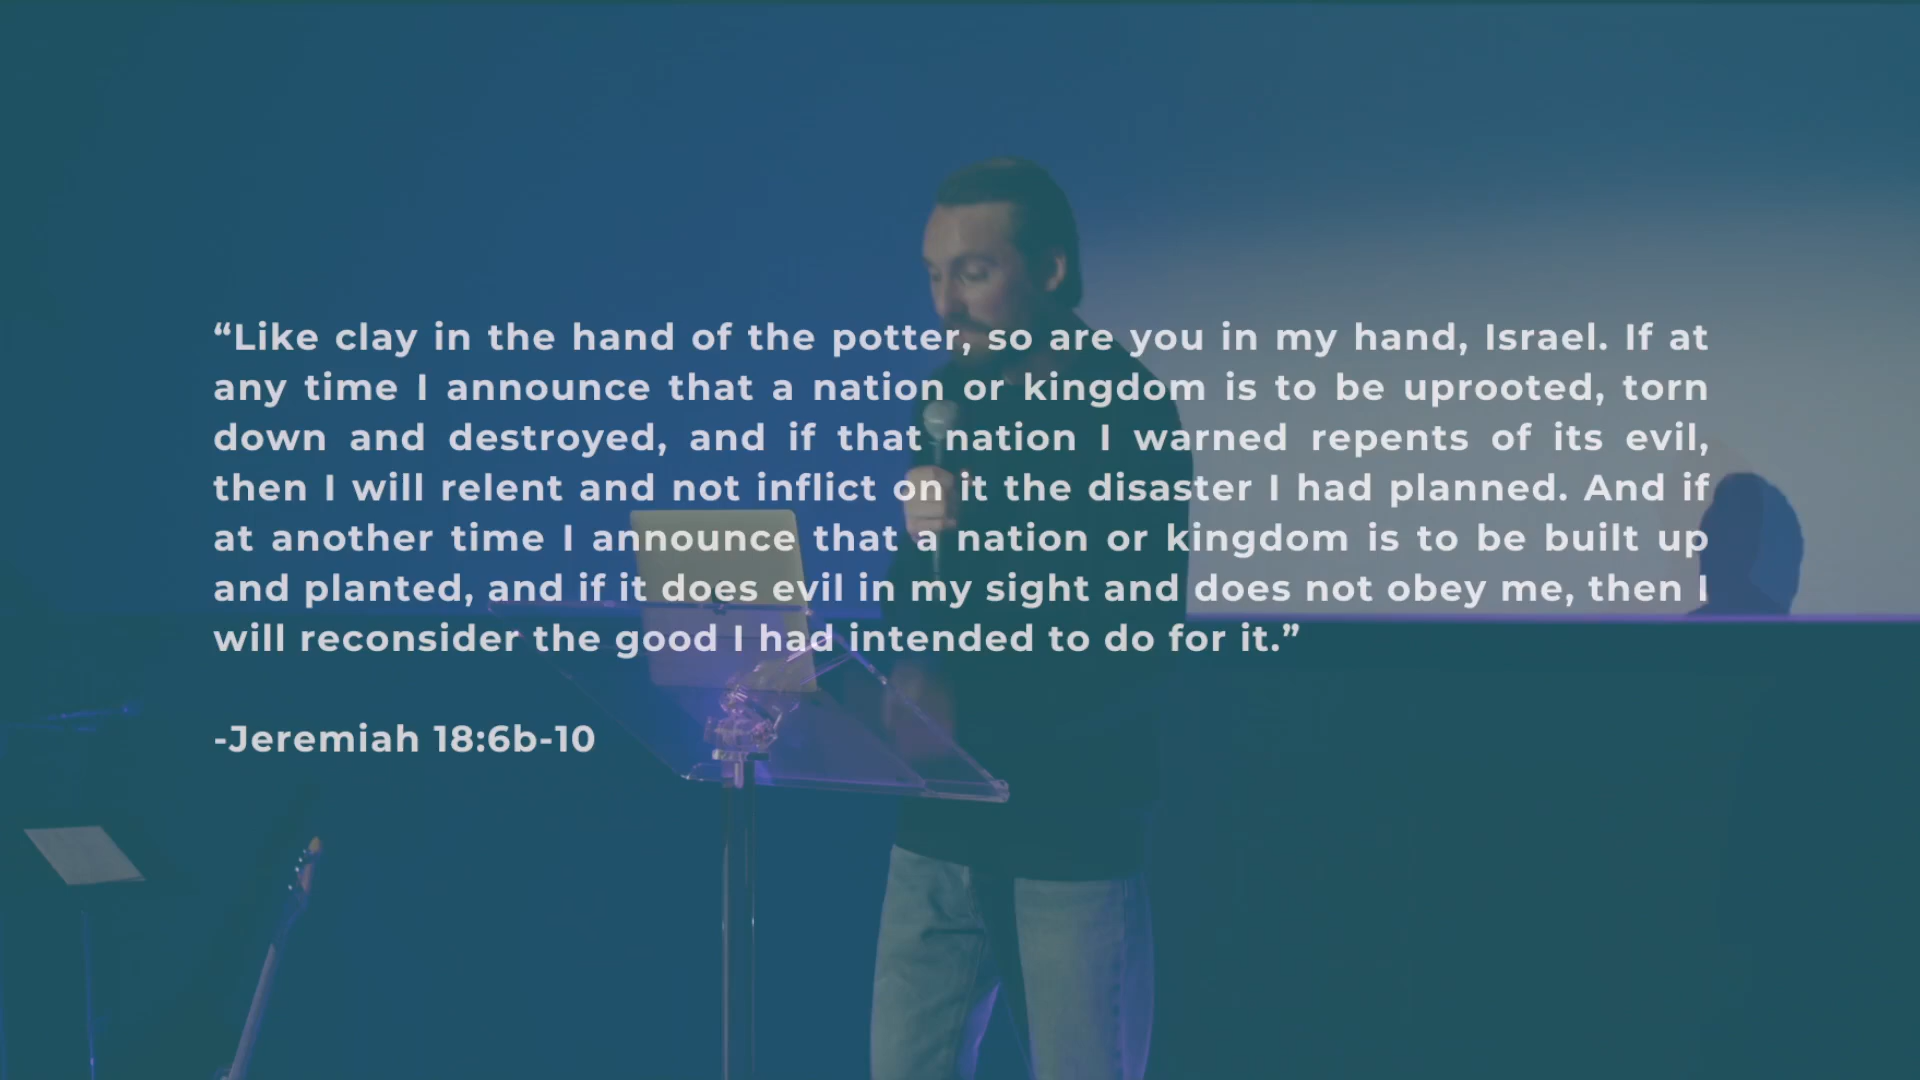 “Like clay in the hand of the potter, so are you in my hand, Israel. If at
any time I announce that a nation or kingdom is to be uprooted, torn
down and destroyed, and if that nation I warned repents of its evil,
then I will relent and not inflict on it the disaster I had planned. And if
at another time I announce that a nation or kingdom is to be built up
and planted, and if it does evil in my sight and does not obey me, then I
will reconsider the good I had intended to do for it.”
-Jeremiah 18:6b-10